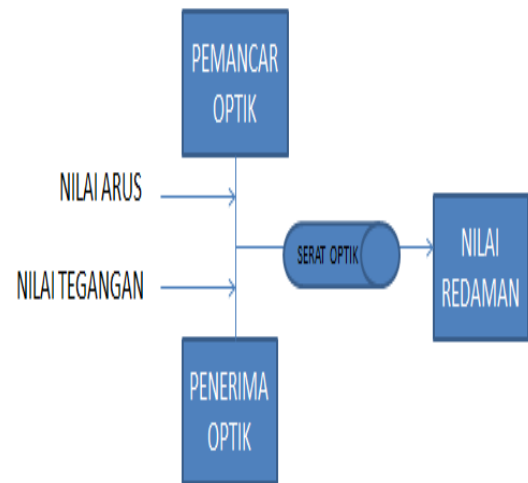 PEMANCAR
OPTIK
NILAI ARUS
SERAT OPTIK
NILAI
REDAMAN
NILAI TEGANGAN
PENERIMA
OPTIK